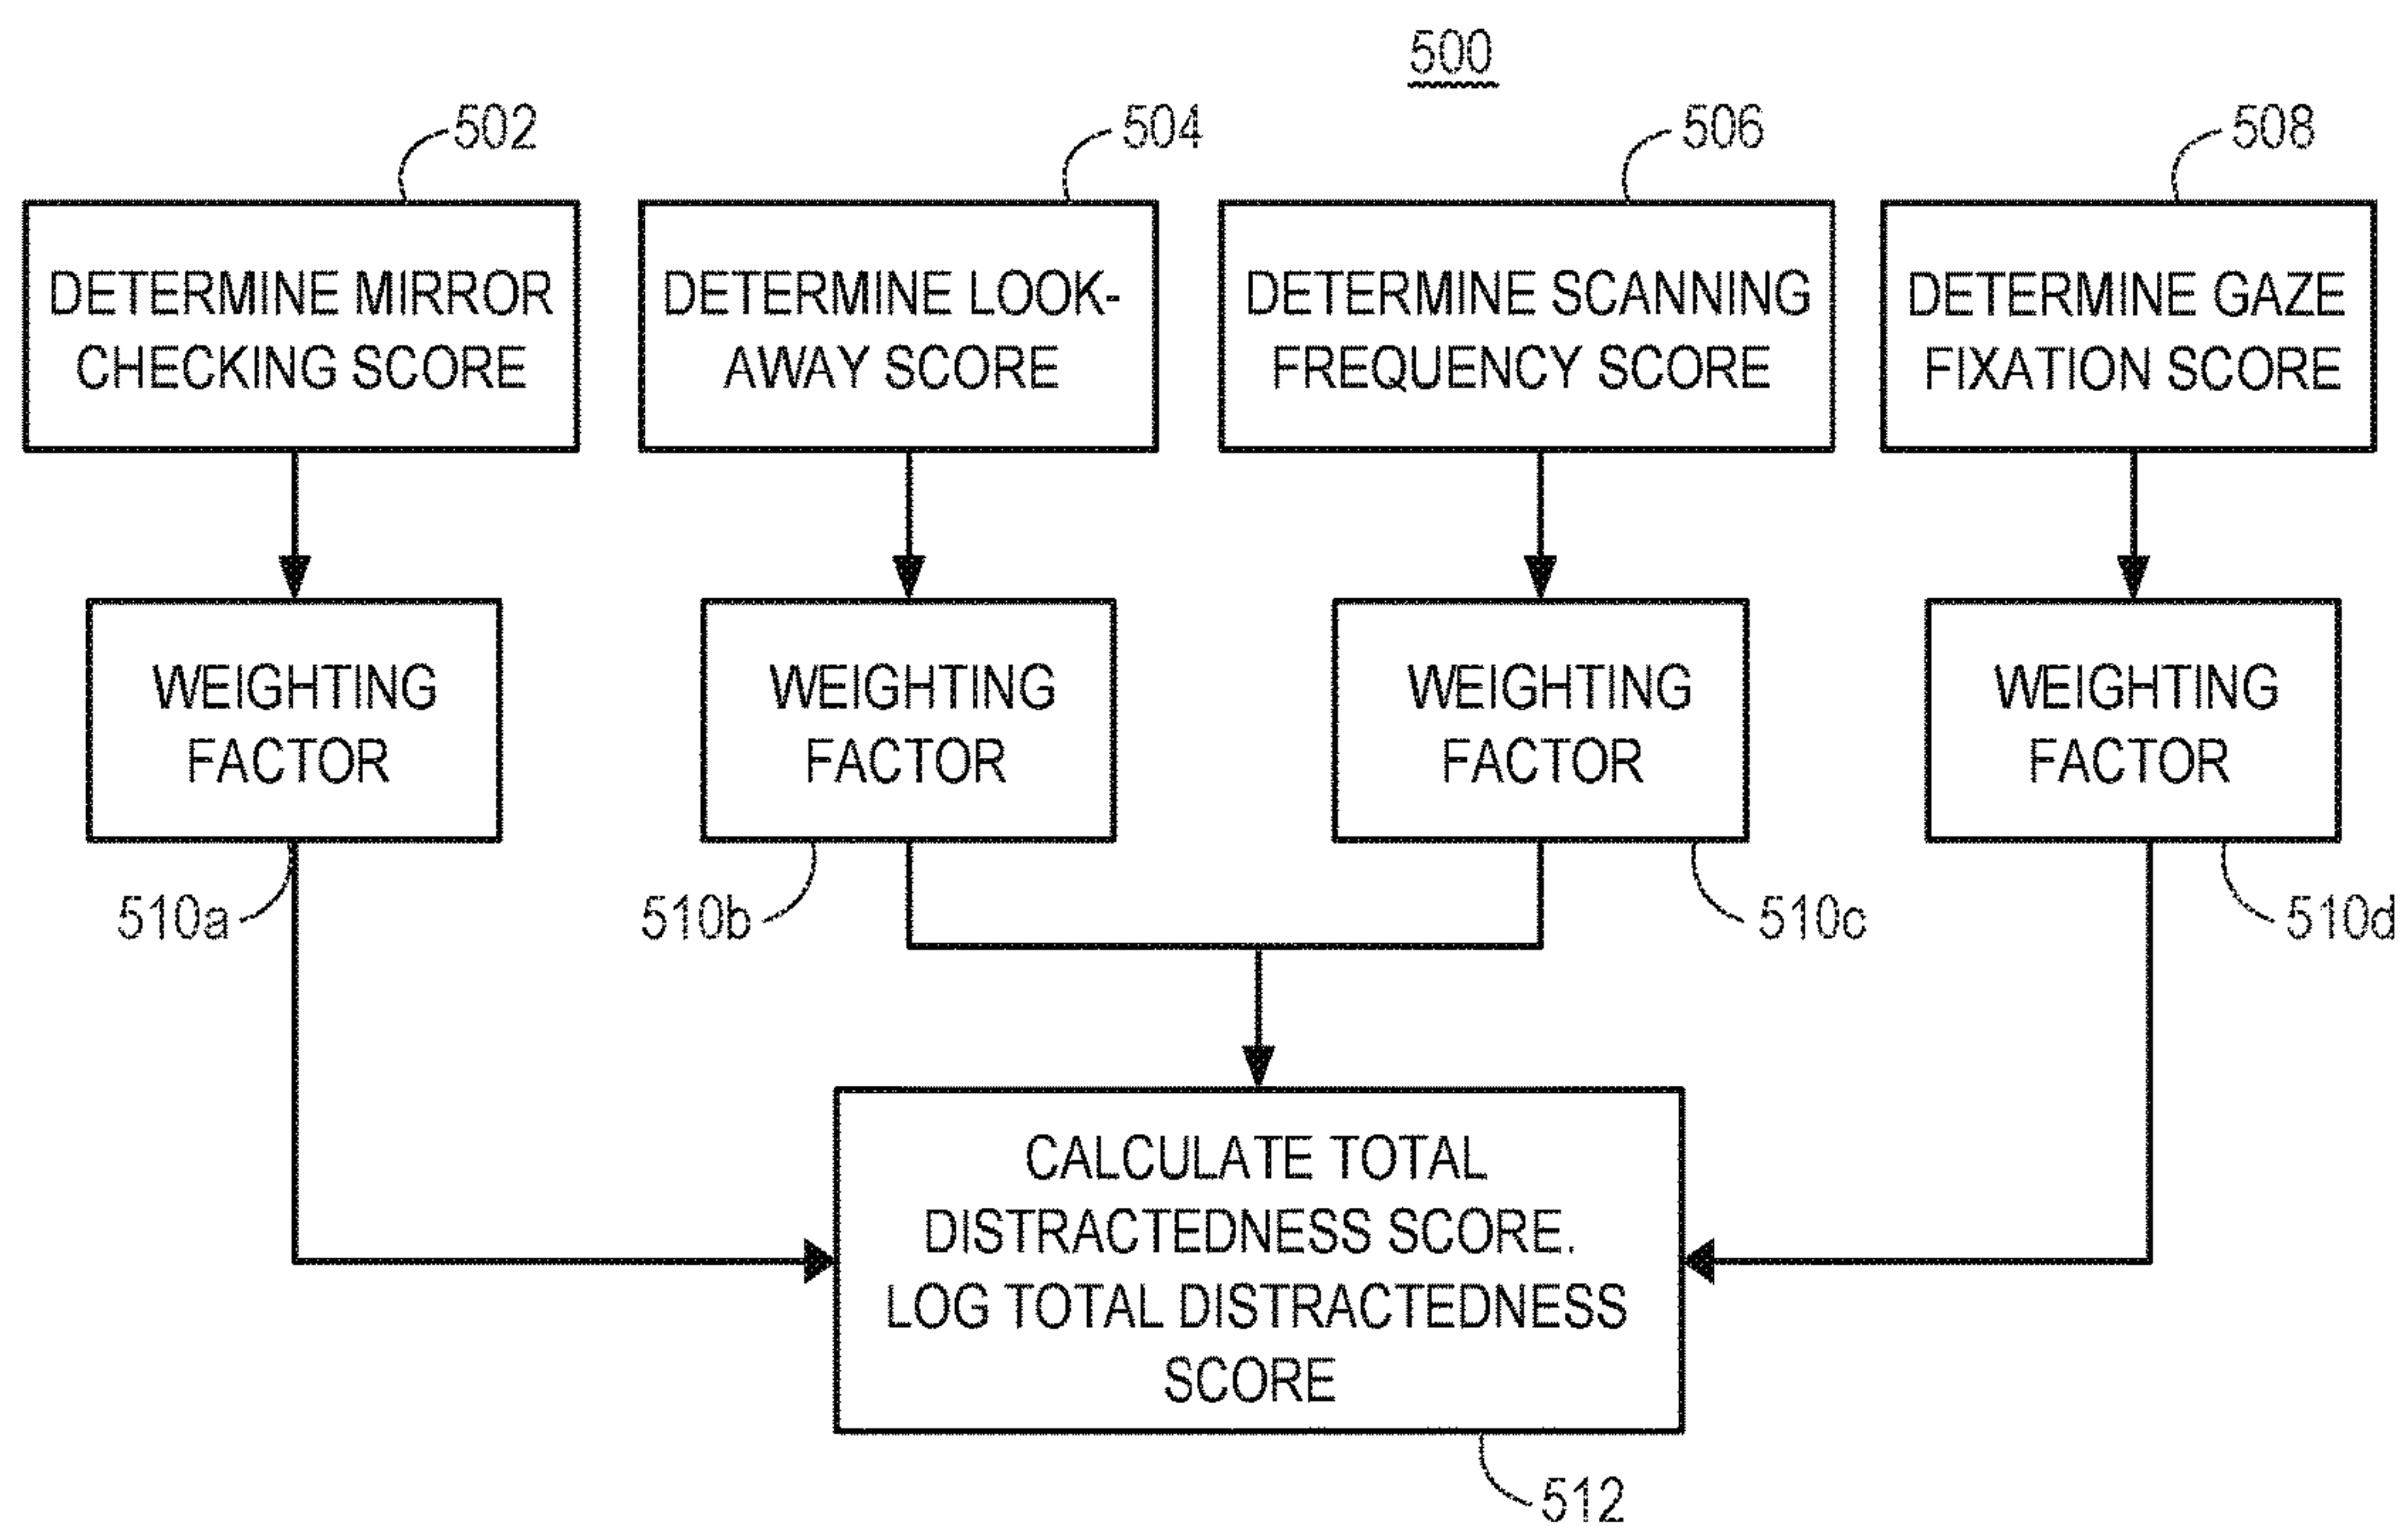 500
502
504
506
508
DETERMINE MIRROR
CHECKING SCORE
DETERMINE LOOK-
AWAY SCORE
DETERMINE SCANNING
FREQUENCY SCORE
DETERMINE GAZE
FIXATION SCORE
WEIGHTING
FACTOR
WEIGHTING
FACTOR
WEIGHTING
FACTOR
WEIGHTING
FACTOR
510a
510b
510c
510d
CALCULATE TOTAL
DISTRACTEDNESS SCORE.
LOG TOTAL DISTRACTEDNESS
SCORE
512